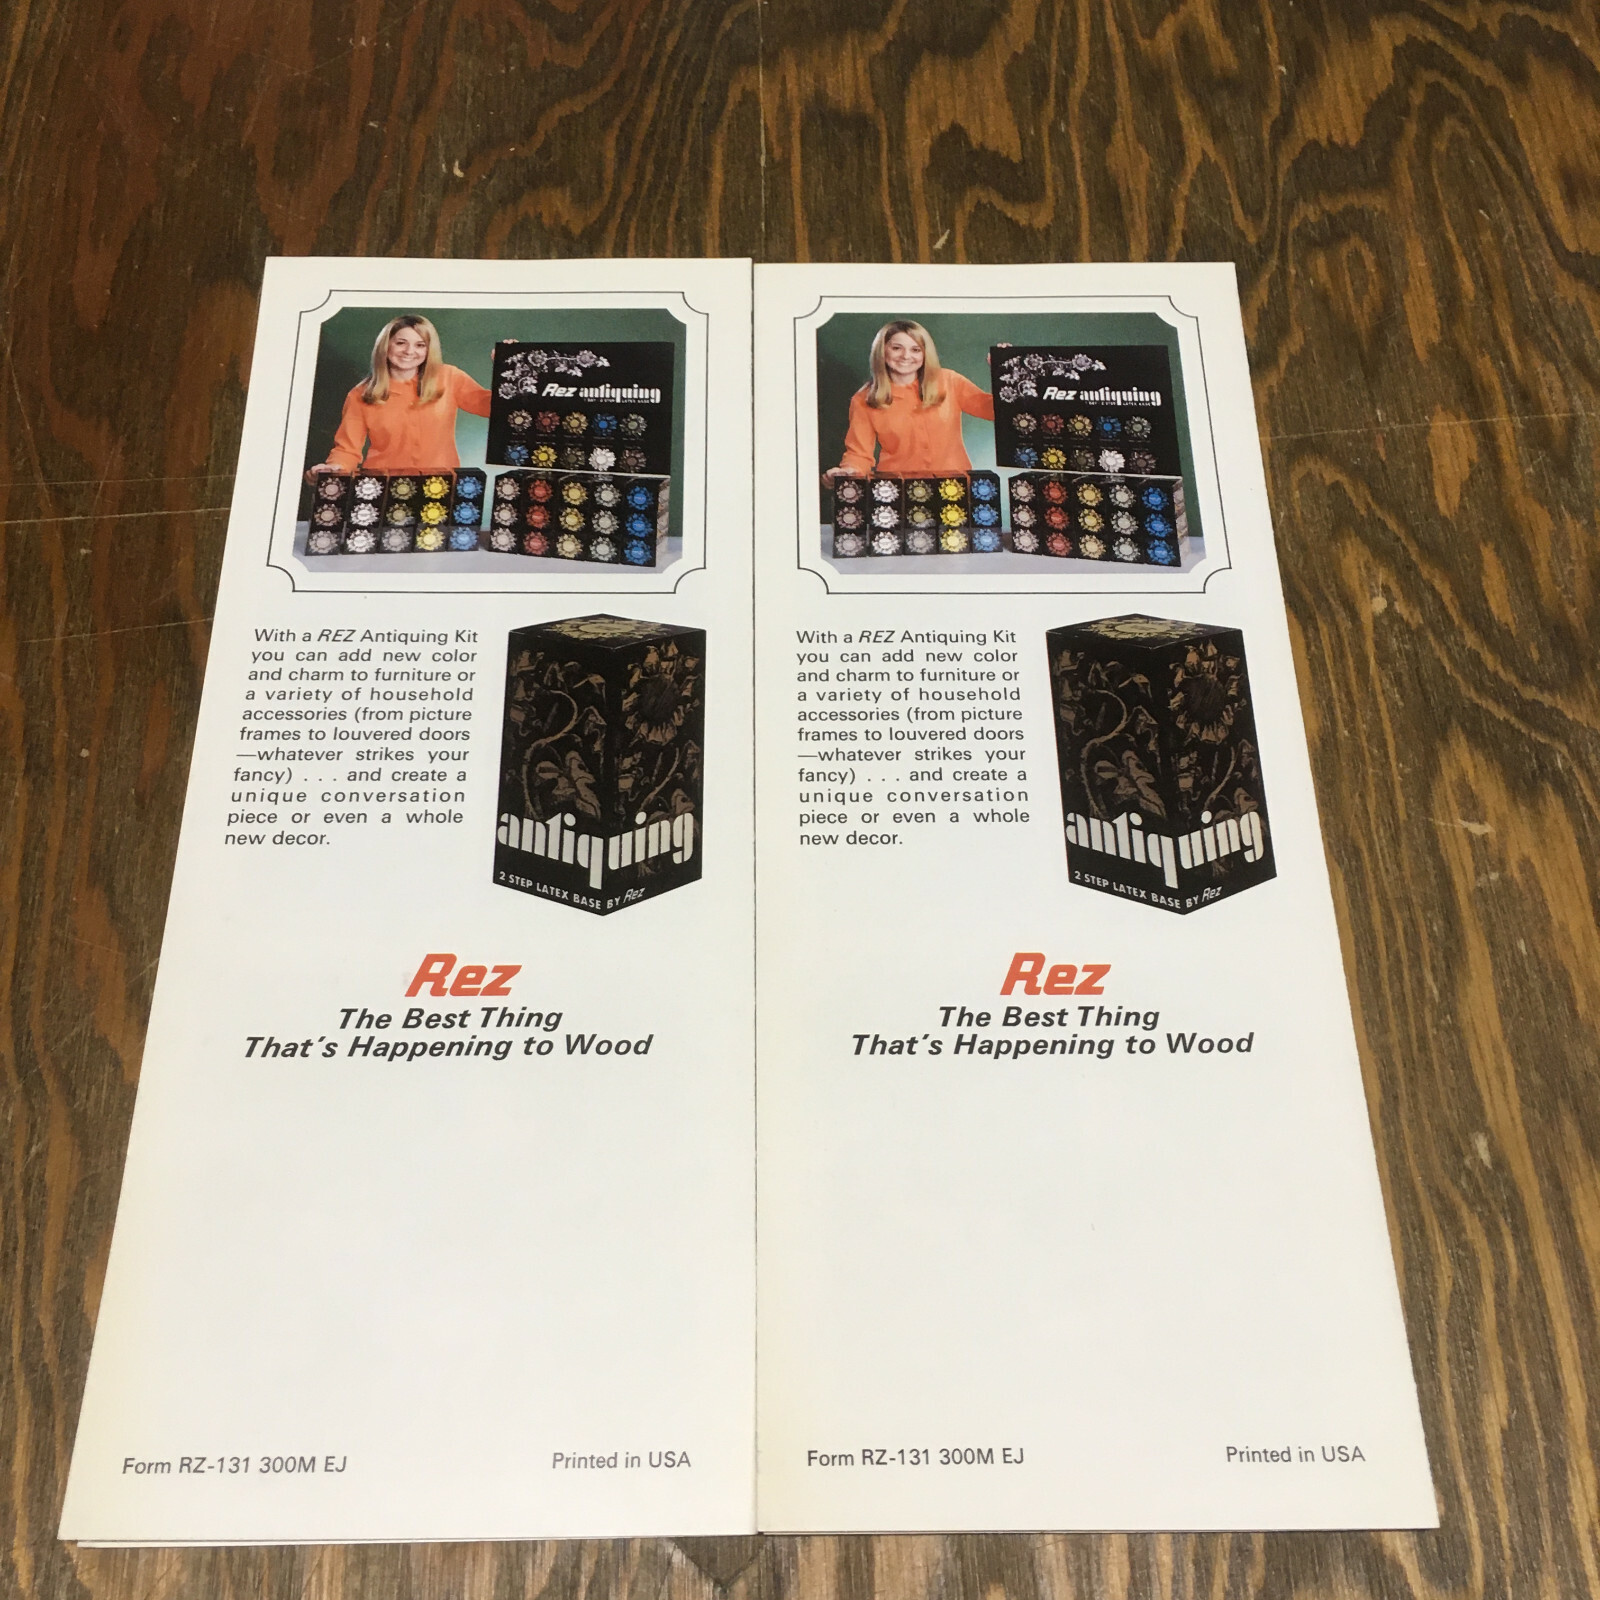 Rez antiquing
With a REZ Antiquing Kit
you can add new color
and charm to furniture or
a variety of household
accessories (from picture
frames to louvered doors
—whatever strikes your
fancy) . . . and create a
unique conversation
piece or even a whole
new decor.
antiquing
2 STEP LATEX BASE BY Rez
Rez
The Best Thing
That's Happening to Wood
Form RZ-131 300M EJ
Printed in USA
Rez antiquing
With a REZ Antiquing Kit
you can add new color
and charm to furniture or
a variety of household
accessories (from picture
frames to louvered doors
—whatever strikes your
fancy) . . . and create a
unique conversation
piece or even a whole
new decor.
antiquing
2 STEP LATEX BASE BY Rez
Rez
The Best Thing
That's Happening to Wood
Form RZ-131 300M EJ
Printed in USA